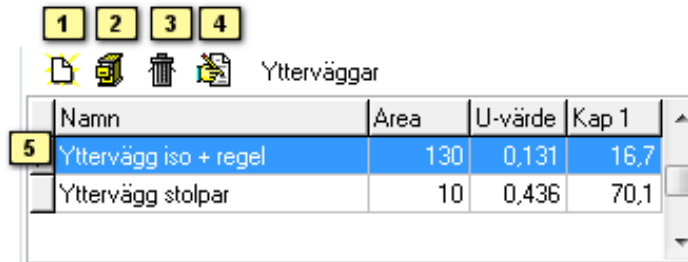 1 2 3 4
Ytterväggar
Namn Area U-värde Kap 1
5 Yttervägg iso + regel 130 0,131 16,7
Yttervägg stolpar 10 0,436 70,1